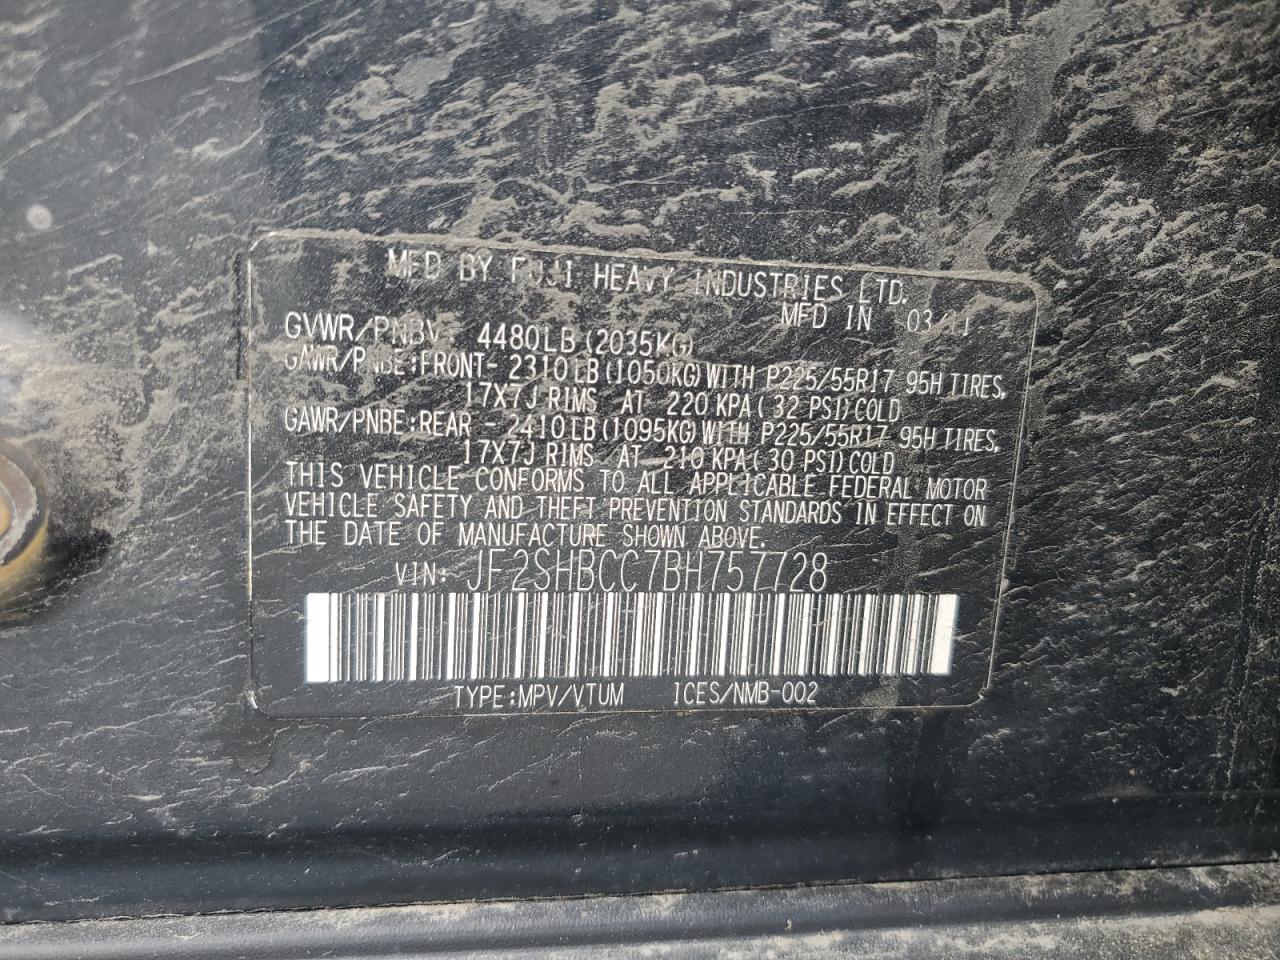 MFD BY FUJI HEAVY INDUSTRIES LTD.
MFD IN 03/11
GVWR/PNBV: 4480LB (2035KG)
GAWR/PNBE:FRONT- 2310 LB (1050KG) WITH P225/55R17 95H TIRES,
17X7J RIMS AT 220 KPA ( 32 PSI) COLD
GAWR/PNBE:REAR - 2410 LB (1095KG) WITH P225/55R17 95H TIRES,
17X7J RIMS AT 210 KPA ( 30 PSI) COLD
THIS VEHICLE CONFORMS TO ALL APPLICABLE FEDERAL MOTOR
VEHICLE SAFETY AND THEFT PREVENTION STANDARDS IN EFFECT ON
THE DATE OF MANUFACTURE SHOWN ABOVE.
VIN: JF2SHBCC7BH757728
TYPE:MPV/VTUM ICES/NMB-002